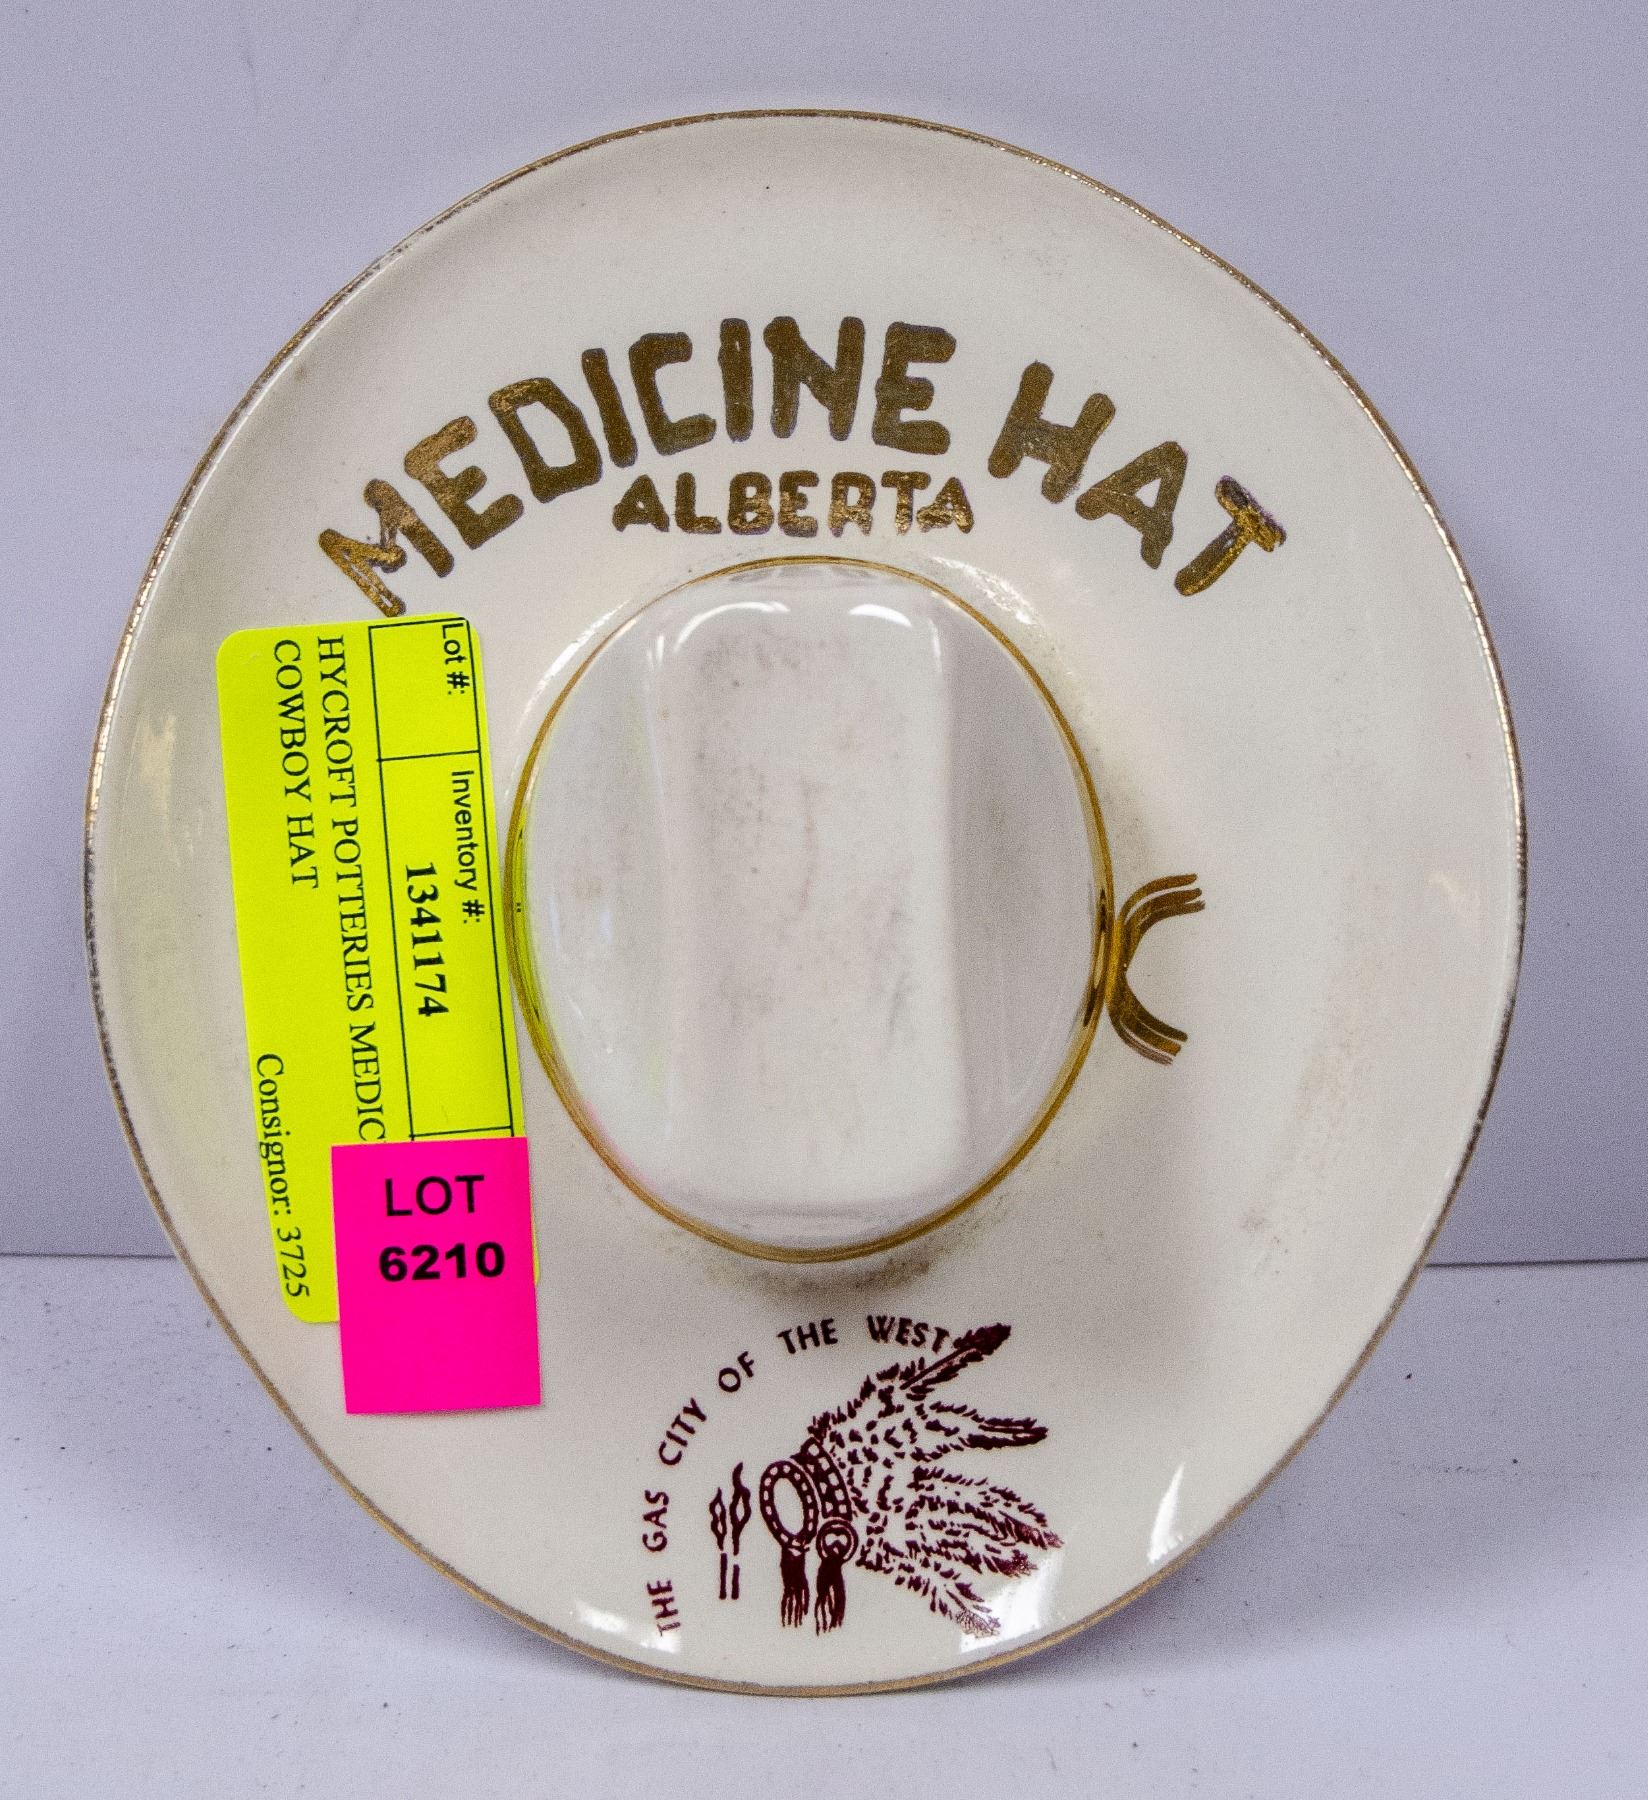 MEDICINE HAT
ALBERTA
Lot #:
Inventory #:
1341174
HYCROFT POTTERIES MEDIC
COWBOY HAT
Consignor: 3725
LOT
6210
THE GAS CITY OF THE WEST